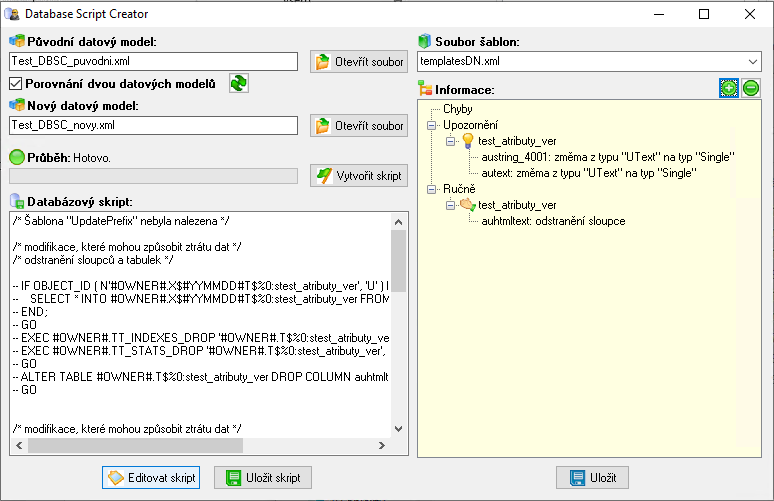 Database Script Creator
Původní datový model:
Test_DBSC_puvodni.xml
Otevřít soubor
Porovnání dvou datových modelů
Nový datový model:
Test_DBSC_novy.xml
Otevřít soubor
Průběh: Hotovo.
Vytvořit skript
Databázový skript:
/* Šablona "UpdatePrefix" nebyla nalezena */
/* modifikace, které mohou způsobit ztrátu dat */
/* odstranění sloupců a tabulek */
-- IF OBJECT_ID ( N'#OWNER#.X$#YYMMDD#T$%0:stest_atributy_ver', 'U' ) I
--    SELECT * INTO #OWNER#.X$#YYMMDD#T$%0:stest_atributy_ver FROM
-- END;
-- GO
-- EXEC #OWNER#.TT_INDEXES_DROP '#OWNER#.T$%0:stest_atributy_ve
-- EXEC #OWNER#.TT_STATS_DROP '#OWNER#.T$%0:stest_atributy_ver',
-- GO
-- ALTER TABLE #OWNER#.T$%0:stest_atributy_ver DROP COLUMN auhtmlt
-- GO
/* modifikace, které mohou způsobit ztrátu dat */
Editovat skript
Uložit skript
Soubor šablon:
templatesDN.xml
Informace:
Chyby
Upozornění
test_atributy_ver
austring_4001: změma z typu "UText" na typ "Single"
autext: změma z typu "UText" na typ "Single"
Ručně
test_atributy_ver
auhtmltext: odstranění sloupce
Uložit